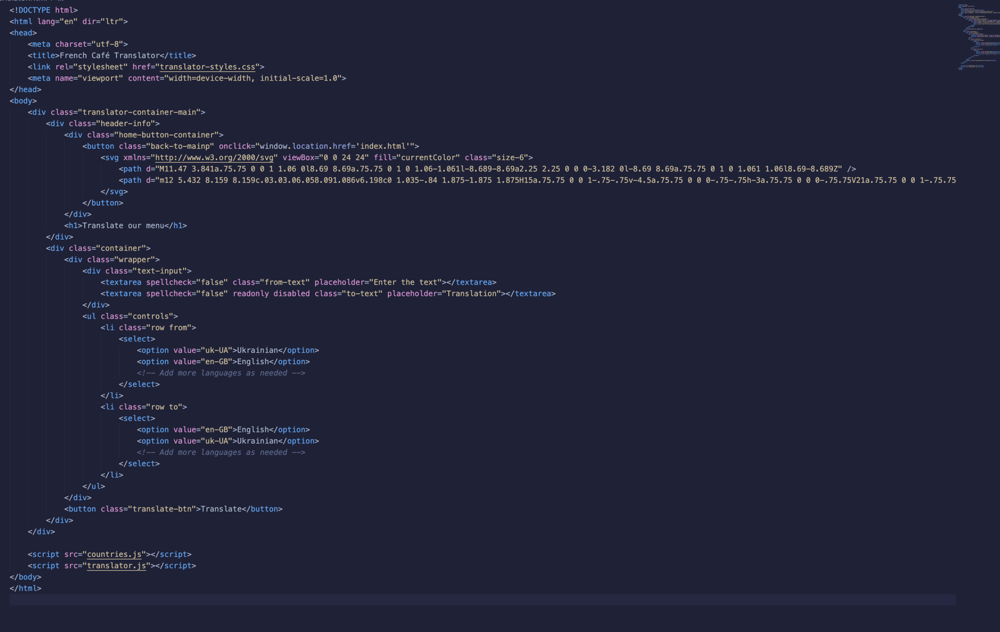 <!DOCTYPE html>
<html lang="en" dir="ltr">
<head>
    <meta charset="utf-8">
    <title>French Café Translator</title>
    <link rel="stylesheet" href="translator-styles.css">
    <meta name="viewport" content="width=device-width, initial-scale=1.0">
</head>
<body>
    <div class="translator-container-main">
        <div class="header-info">
            <div class="home-button-container">
                <button class="back-to-mainp" onclick="window.location.href='index.html'">
                    <svg xmlns="http://www.w3.org/2000/svg" viewBox="0 0 24 24" fill="currentColor" class="size-6">
                        <path d="M11.47 3.841a.75.75 0 0 1 1.06 0l8.69 8.69a.75.75 0 1 0 1.06-1.061l-8.689-8.69a2.25 2.25 0 0 0-3.182 0l-8.69 8.69a.75.75 0 1 0 1.061 1.06l8.69-8.689Z" />
                        <path d="m12 5.432 8.159 8.159c.03.03.06.058.091.086v6.198c0 1.035-.84 1.875-1.875 1.875H15a.75.75 0 0 1-.75-.75v-4.5a.75.75 0 0 0-.75-.75h-3a.75.75 0 0 0-.75.75V21a.75.75 0 0 1-.75.75
                    </svg>
                </button>
            </div>
            <h1>Translate our menu</h1>
        </div>
        <div class="container">
            <div class="wrapper">
                <div class="text-input">
                    <textarea spellcheck="false" class="from-text" placeholder="Enter the text"></textarea>
                    <textarea spellcheck="false" readonly disabled class="to-text" placeholder="Translation"></textarea>
                </div>
                <ul class="controls">
                    <li class="row from">
                        <select>
                            <option value="uk-UA">Ukrainian</option>
                            <option value="en-GB">English</option>
                            <!-- Add more languages as needed -->
                        </select>
                    </li>
                    <li class="row to">
                        <select>
                            <option value="en-GB">English</option>
                            <option value="uk-UA">Ukrainian</option>
                            <!-- Add more languages as needed -->
                        </select>
                    </li>
                </ul>
            </div>
            <button class="translate-btn">Translate</button>
        </div>
    </div>
    <script src="countries.js"></script>
    <script src="translator.js"></script>
</body>
</html>